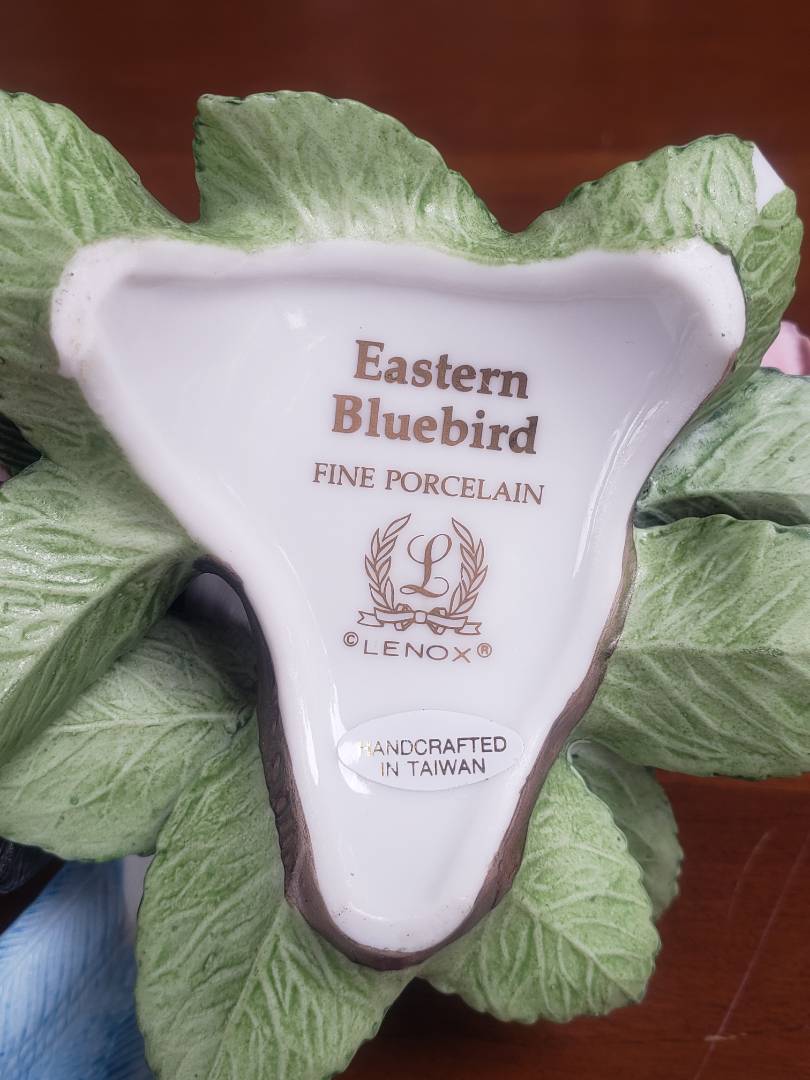 Eastern
Bluebird
FINE PORCELAIN
L
© LENOX ®
HANDCRAFTED
IN TAIWAN